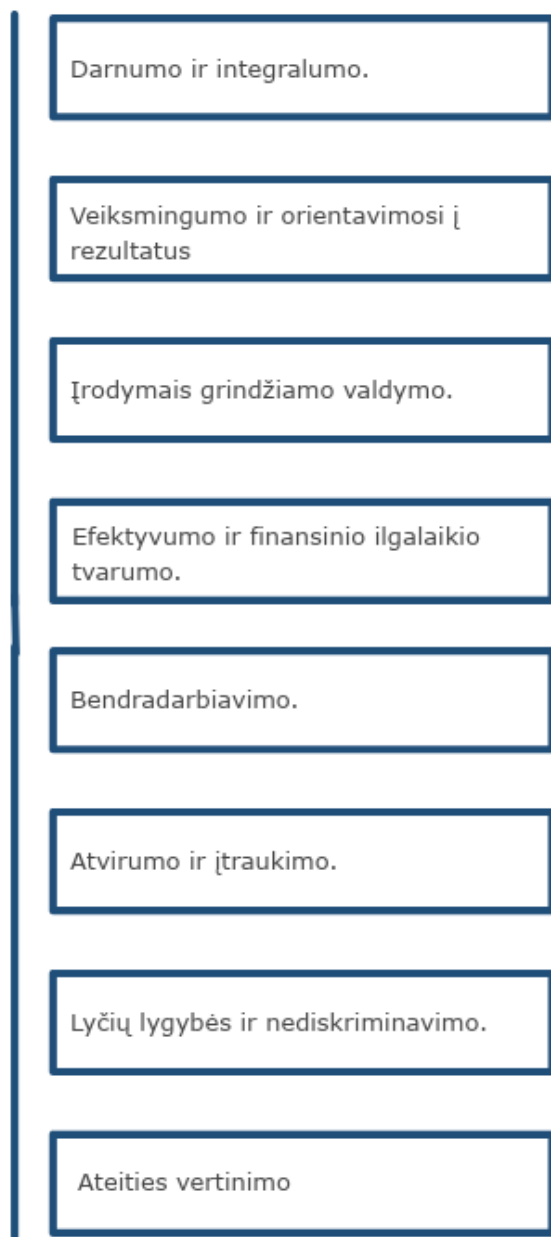 Darnumo ir integralumo.
Veiksmingumo ir orientavimosi į
rezultatus
Įrodymais grindžiamo valdymo.
Efektyvumo ir finansinio ilgalaikio
tvarumo.
Bendradarbiavimo.
Atvirumo ir įtraukimo.
Lyčių lygybės ir nediskriminavimo.
Ateities vertinimo